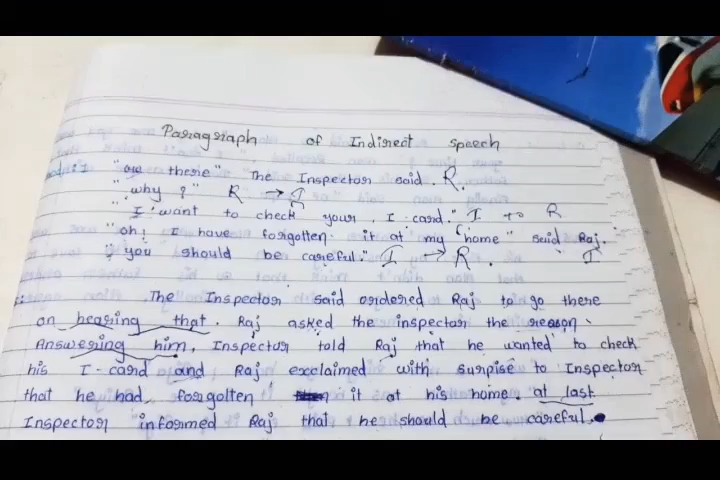 Paragraph of Indirect speech
there" The Inspector said. R.
"why ?" R → I
"I want to check your I card." I to R
"oh! I have forgotten it at my home" said Raj.
"you should be careful." I → R. I
The Inspector said ordered Raj to go there
on hearing that. Raj asked the inspector the reason.
Answering him, Inspector told Raj that he wanted to check
his I-card and Raj exclaimed with surpise to Inspector
that he had forgotten it at his home. at last
Inspector informed Raj that he should be careful.